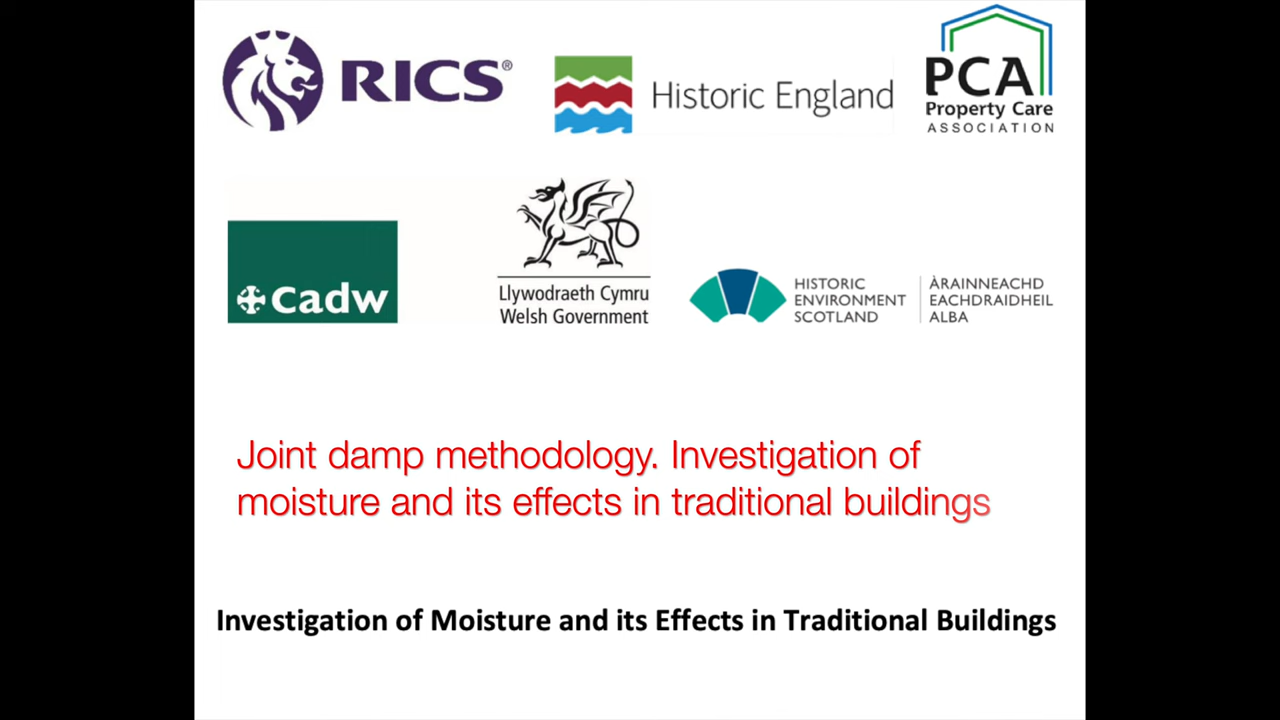 RICS®
Historic England
PCA
Property Care
ASSOCIATION
Cadw
Llywodraeth Cymru
Welsh Government
HISTORIC
ENVIRONMENT
SCOTLAND
ÀRAINNEACHD
EACHDRAIDHEIL
ALBA
Joint damp methodology. Investigation of
moisture and its effects in traditional buildings
Investigation of Moisture and its Effects in Traditional Buildings